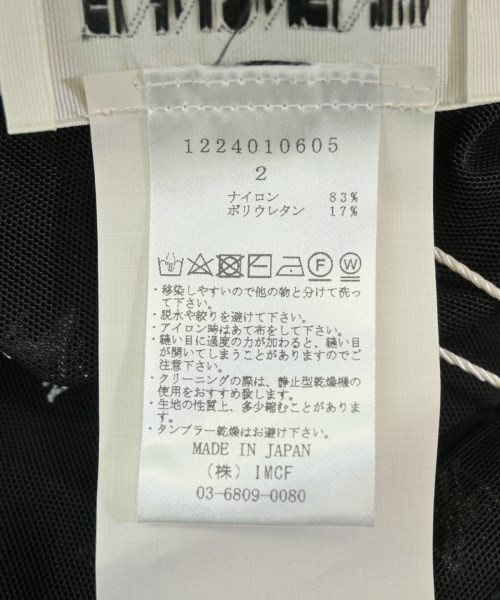 1224010605
2
ナイロン 83%
ポリウレタン 17%
F W
・移染しやすいので他の物と分けて洗っ
て下さい。
・脱水や絞りを避けて下さい。
・アイロン時はあて布をして下さい。
・縫い目に過度の力が加わると、縫い目
が開いてしまうことがありますのでご
注意下さい。
・クリーニングの際は、静止型乾燥機の
使用をおすすめ致します。
・生地の性質上、多少縮むことがありま
す。
・タンブラー乾燥はお避け下さい。
MADE IN JAPAN
(株) IMCF
03-6809-0080